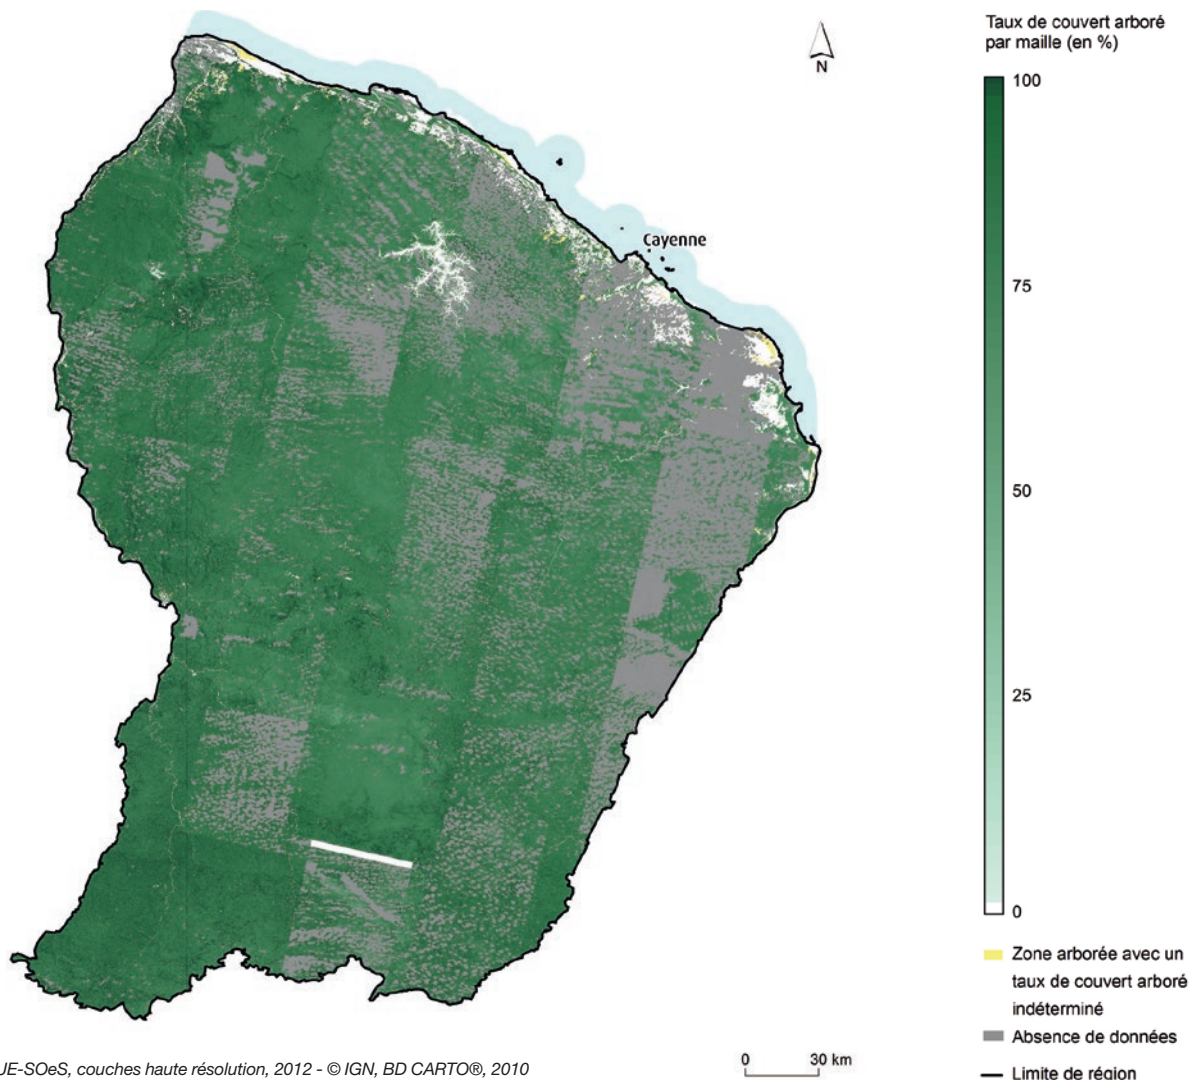 Taux de couvert arboré
par maille (en %)
N
100
Cayenne
75
50
25
0
Zone arborée avec un
taux de couvert arboré
indéterminé
Absence de données
Limite de région
0 30 km
UE-SOeS, couches haute résolution, 2012 - © IGN, BD CARTO®, 2010